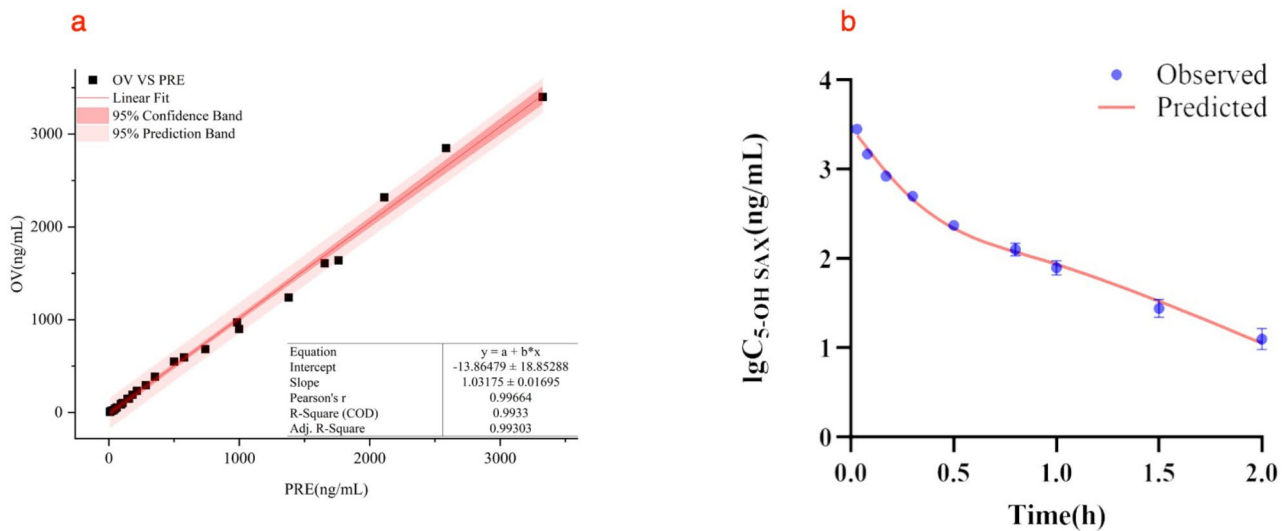 a
OV VS PRE
Linear Fit
95% Confidence Band
95% Prediction Band
3000
2000
1000
0
OV(ng/mL)
Equation y = a + b*x
Intercept -13.86479 ± 18.85288
Slope 1.03175 ± 0.01695
Pearson's r 0.99664
R-Square (COD) 0.9933
Adj. R-Square 0.99303
0 1000 2000 3000
PRE(ng/mL)
b
Observed
Predicted
4
3
2
1
0
lgC5-OH SAX(ng/mL)
0.0 0.5 1.0 1.5 2.0
Time(h)